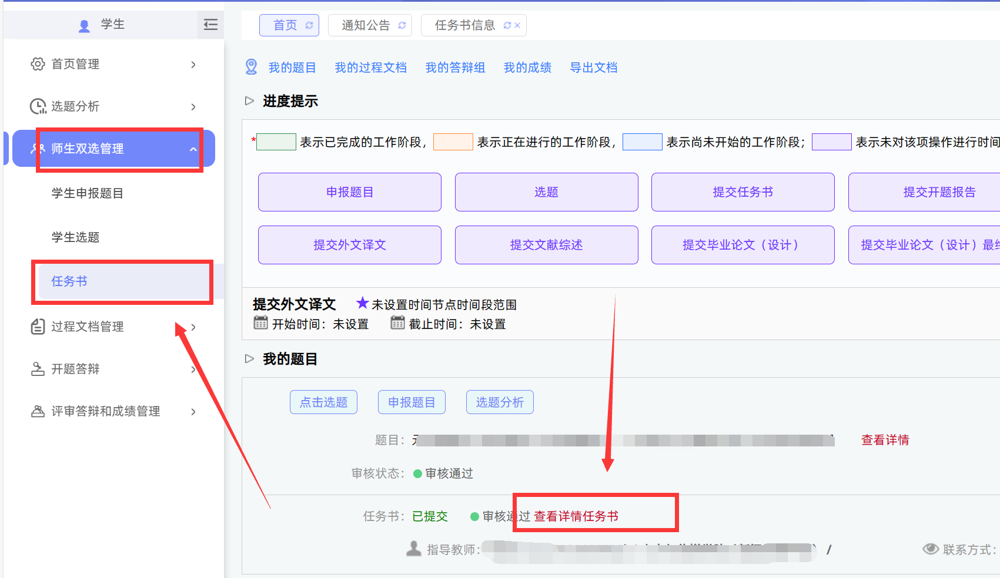 学生
首页管理
选题分析
师生双选管理
学生申报题目
学生选题
任务书
过程文档管理
开题答辩
评审答辩和成绩管理
首页 通知公告 任务书信息
我的题目 我的过程文档 我的答辩组 我的成绩 导出文档
进度提示
* 表示已完成的工作阶段， 表示正在进行的工作阶段， 表示尚未开始的工作阶段； 表示未对该项操作进行时间
申报题目 选题 提交任务书 提交开题报告
提交外文译文 提交文献综述 提交毕业论文（设计） 提交毕业论文（设计）最终
提交外文译文 ★未设置时间节点时间段范围
开始时间：未设置 截止时间：未设置
我的题目
点击选题 申报题目 选题分析
题目： 查看详情
审核状态： 审核通过
任务书：已提交 审核通过 查看详情任务书
指导教师： / 联系方式：